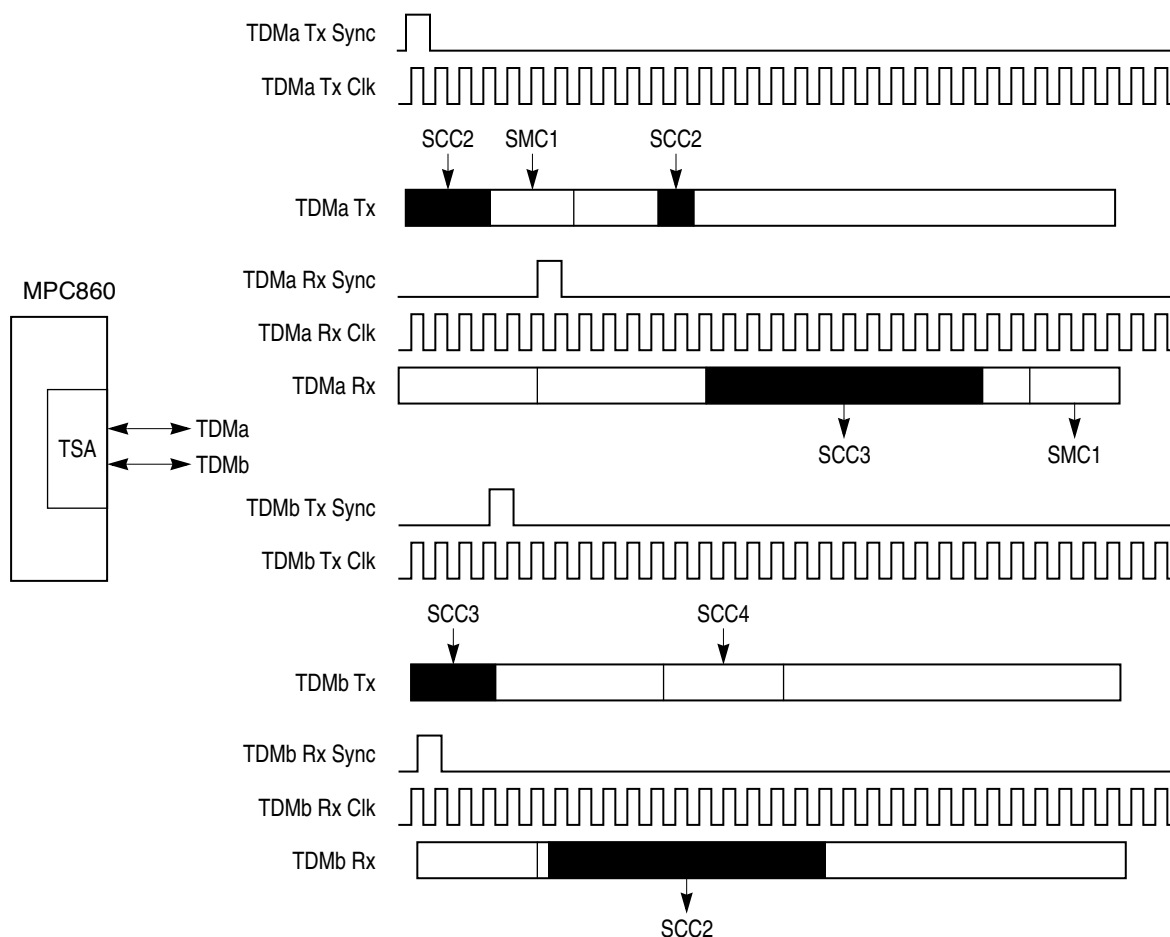 TDMa Tx Sync
TDMa Tx Clk
SCC2 SMC1 SCC2
TDMa Tx
TDMa Rx Sync
MPC860
TDMa Rx Clk
TDMa Rx
TSA
TDMa
TDMb
SCC3 SMC1
TDMb Tx Sync
TDMb Tx Clk
SCC3 SCC4
TDMb Tx
TDMb Rx Sync
TDMb Rx Clk
TDMb Rx
SCC2